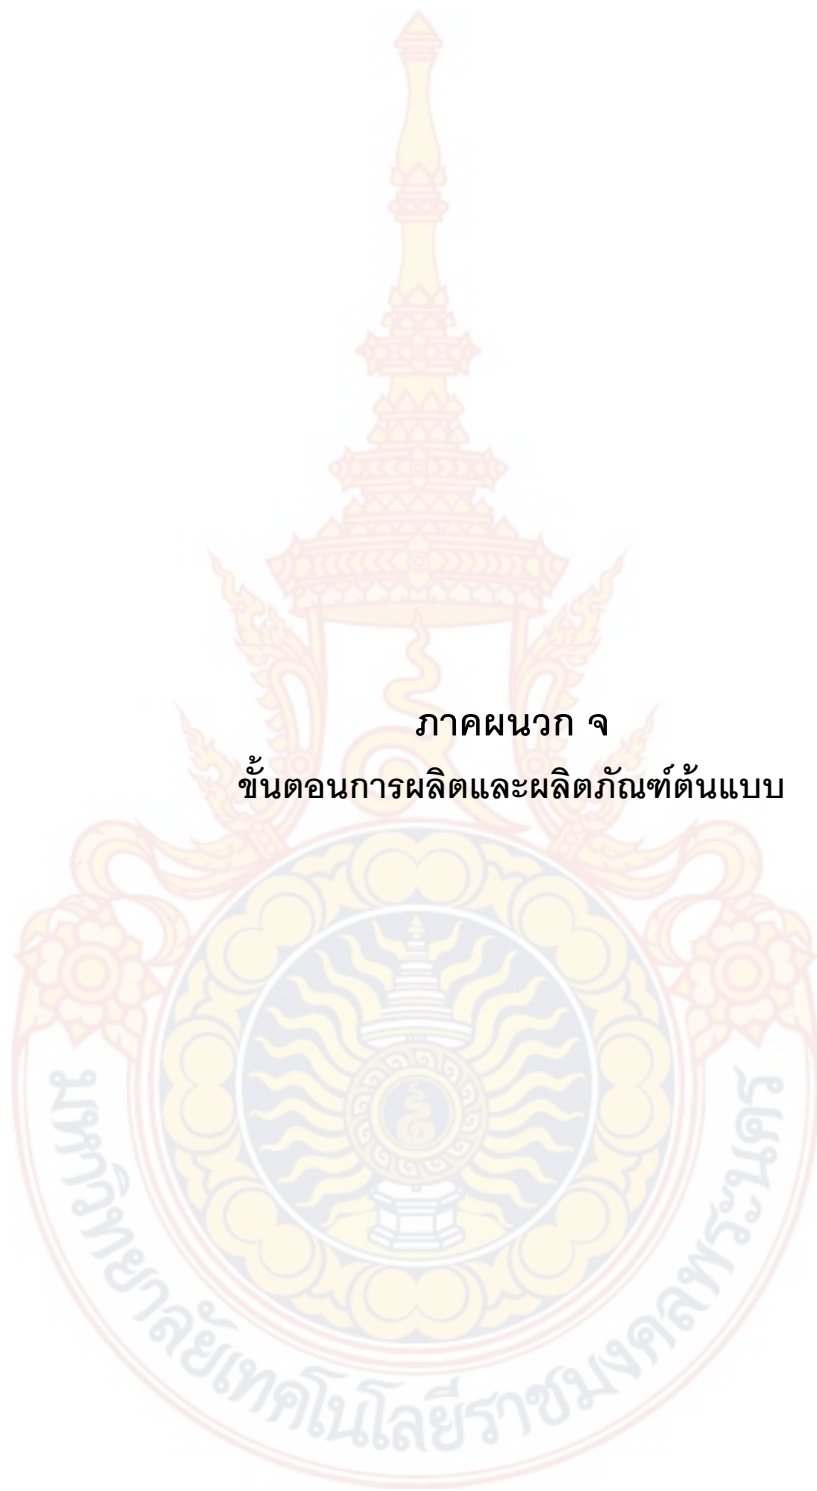 ภาคผนวก จ
ขั้นตอนการผลิตและผลิตภัณฑ์ต้นแบบ
มหาวิทยาลัยเทคโนโลยีราชมงคลพระนคร